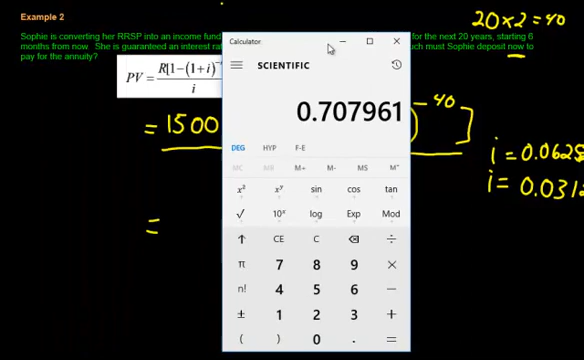 Example 2
20×2=40
Sophie is converting her RRSP into an income fund for the next 20 years, starting 6
months from now. She is guaranteed an interest rat uch must Sophie deposit now to
pay for the annuity?
Calculator
PV = R[1−(1+i)⁻ / i
SCIENTIFIC
0.707961
= 1500 )⁻⁴⁰]
DEG HYP F-E
i = 0.0625
MC MR M+ M- MS M˅
i = 0.031
x² xʸ sin cos tan
√ 10ˣ log Exp Mod
=
↑ CE C ⌫ ÷
π 7 8 9 ×
n! 4 5 6 −
± 1 2 3 +
( ) 0 . =